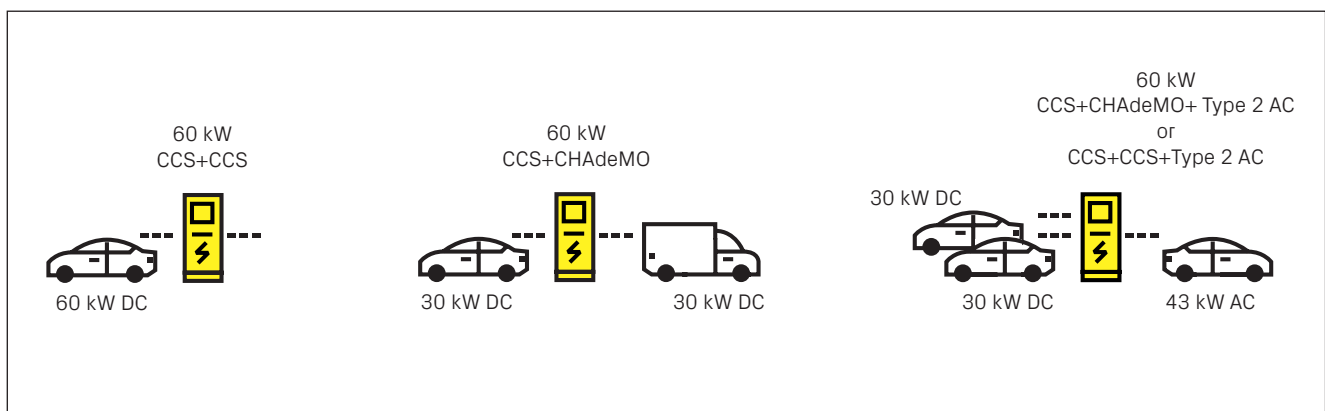 60 kW
CCS+CCS
60 kW DC
60 kW
CCS+CHAdeMO
30 kW DC
30 kW DC
60 kW
CCS+CHAdeMO+ Type 2 AC
or
CCS+CCS+Type 2 AC
30 kW DC
30 kW DC
43 kW AC